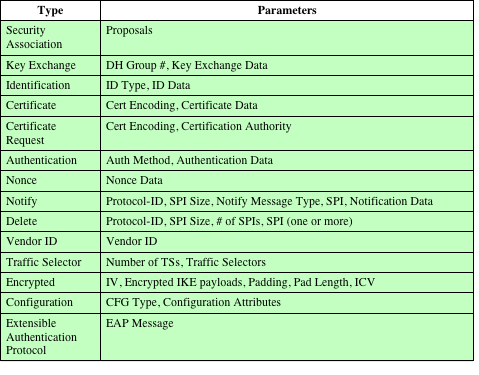 Type Parameters
Security Proposals
Association
Key Exchange DH Group #, Key Exchange Data
Identification ID Type, ID Data
Certificate Cert Encoding, Certificate Data
Certificate Cert Encoding, Certification Authority
Request
Authentication Auth Method, Authentication Data
Nonce Nonce Data
Notify Protocol-ID, SPI Size, Notify Message Type, SPI, Notification Data
Delete Protocol-ID, SPI Size, # of SPIs, SPI (one or more)
Vendor ID Vendor ID
Traffic Selector Number of TSs, Traffic Selectors
Encrypted IV, Encrypted IKE payloads, Padding, Pad Length, ICV
Configuration CFG Type, Configuration Attributes
Extensible EAP Message
Authentication
Protocol